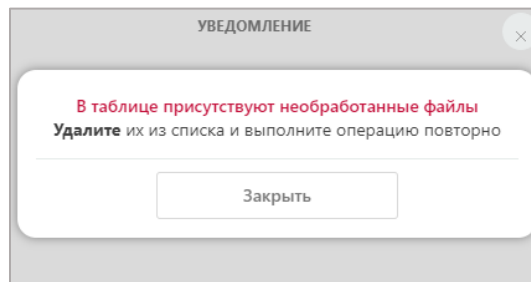 УВЕДОМЛЕНИЕ
В таблице присутствуют необработанные файлы
Удалите их из списка и выполните операцию повторно
Закрыть